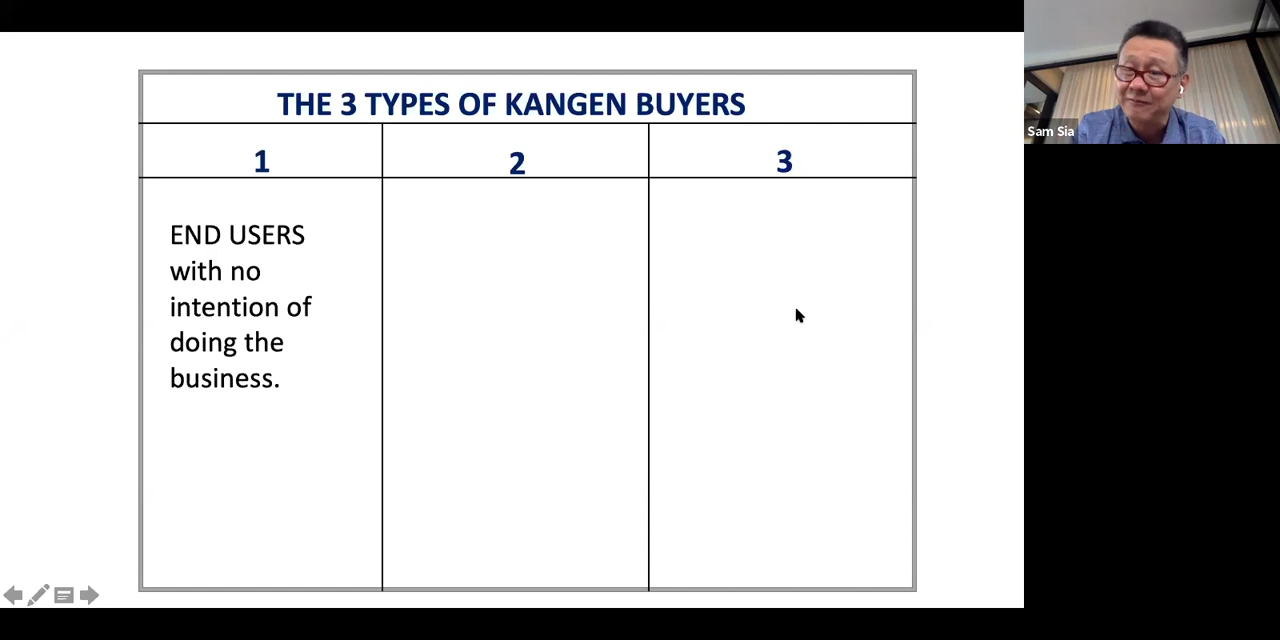 THE 3 TYPES OF KANGEN BUYERS
1 2 3
END USERS
with no
intention of
doing the
business.
Sam Sia